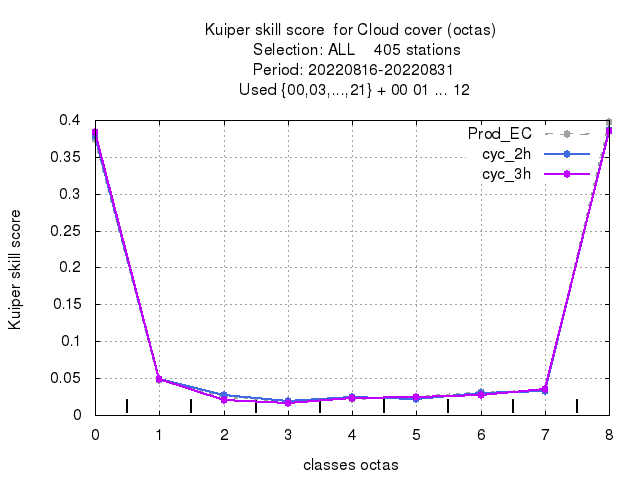 Kuiper skill score  for Cloud cover (octas)
Selection: ALL    405 stations
Period: 20220816-20220831
Used {00,03,...,21} + 00 01 ... 12
Prod_EC
cyc_2h
cyc_3h
Kuiper skill score
0.4
0.35
0.3
0.25
0.2
0.15
0.1
0.05
0
0 1 2 3 4 5 6 7 8
classes octas